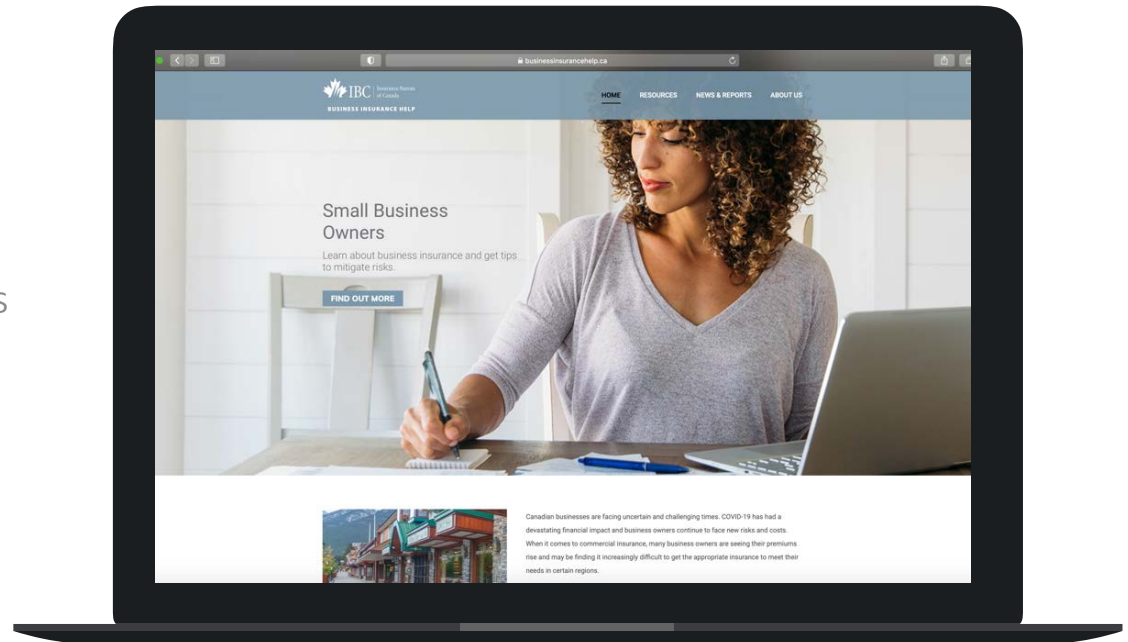 S
businessinsurancehelp.ca
IBC Insurance Bureau
of Canada
BUSINESS INSURANCE HELP
HOME RESOURCES NEWS & REPORTS ABOUT US
Small Business
Owners
Learn about business insurance and get tips
to mitigate risks.
FIND OUT MORE
Canadian businesses are facing uncertain and challenging times. COVID-19 has had a
devastating financial impact and business owners continue to face new risks and costs.
When it comes to commercial insurance, many business owners are seeing their premiums
rise and may be finding it increasingly difficult to get the appropriate insurance to meet their
needs in certain regions.